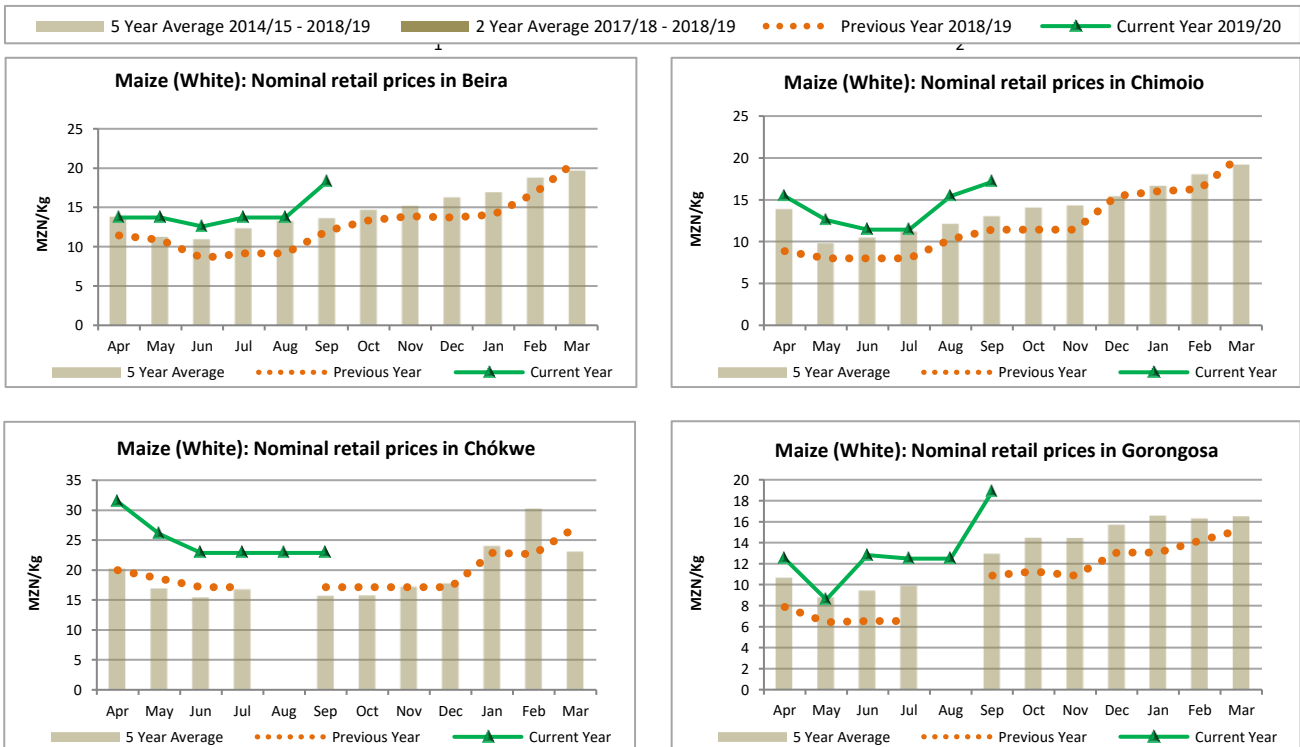 5 Year Average 2014/15 - 2018/19 2 Year Average 2017/18 - 2018/19 Previous Year 2018/19 Current Year 2019/20
1 2
Maize (White): Nominal retail prices in Beira
25
20
15
10
5
0
MZN/Kg
Apr May Jun Jul Aug Sep Oct Nov Dec Jan Feb Mar
5 Year Average Previous Year Current Year
Maize (White): Nominal retail prices in Chimoio
25
20
15
10
5
0
MZN/Kg
Apr May Jun Jul Aug Sep Oct Nov Dec Jan Feb Mar
5 Year Average Previous Year Current Year
Maize (White): Nominal retail prices in Chókwe
35
30
25
20
15
10
5
0
MZN/Kg
Apr May Jun Jul Aug Sep Oct Nov Dec Jan Feb Mar
5 Year Average Previous Year Current Year
Maize (White): Nominal retail prices in Gorongosa
20
18
16
14
12
10
8
6
4
2
0
MZN/Kg
Apr May Jun Jul Aug Sep Oct Nov Dec Jan Feb Mar
5 Year Average Previous Year Current Year